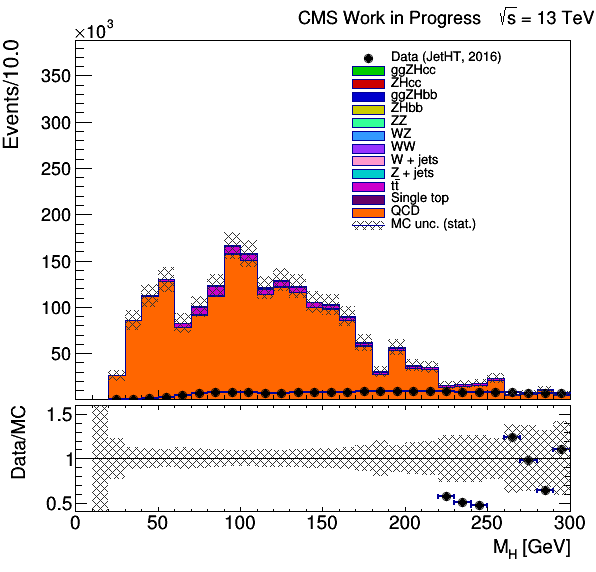 CMS Work in Progress √s = 13 TeV
×10³
Events/10.0
350
300
250
200
150
100
50
Data (JetHT, 2016)
ggZHcc
ZHcc
ggZHbb
ZHbb
ZZ
WZ
WW
W + jets
Z + jets
tt̄
Single top
QCD
MC unc. (stat.)
Data/MC
1.5
1
0.5
0 50 100 150 200 250 300
M_H [GeV]